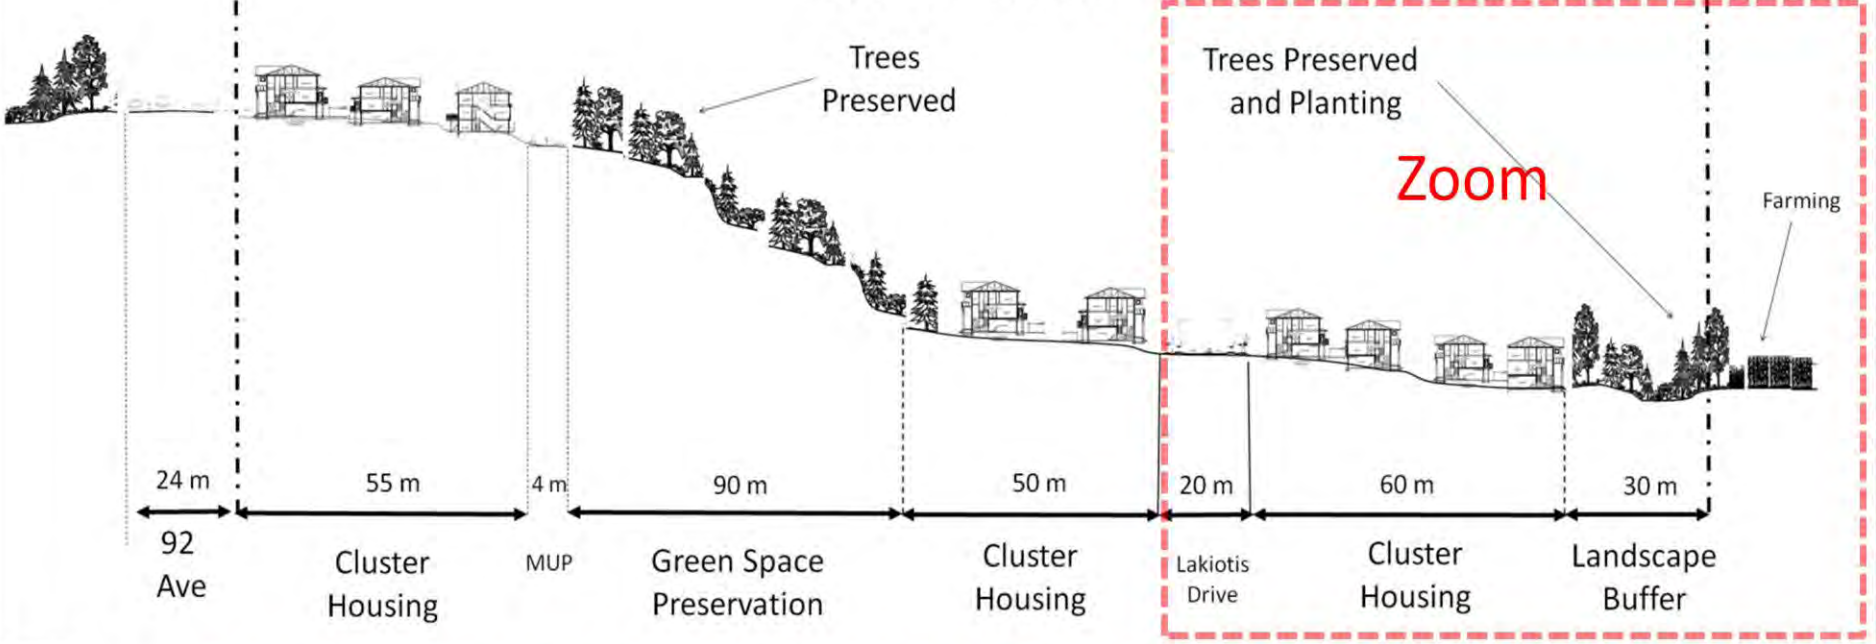 Trees
Preserved
Trees Preserved
and Planting
Zoom
Farming
24 m
55 m
4 m
90 m
50 m
20 m
60 m
30 m
92
Ave
Cluster
Housing
MUP
Green Space
Preservation
Cluster
Housing
Lakiotis
Drive
Cluster
Housing
Landscape
Buffer